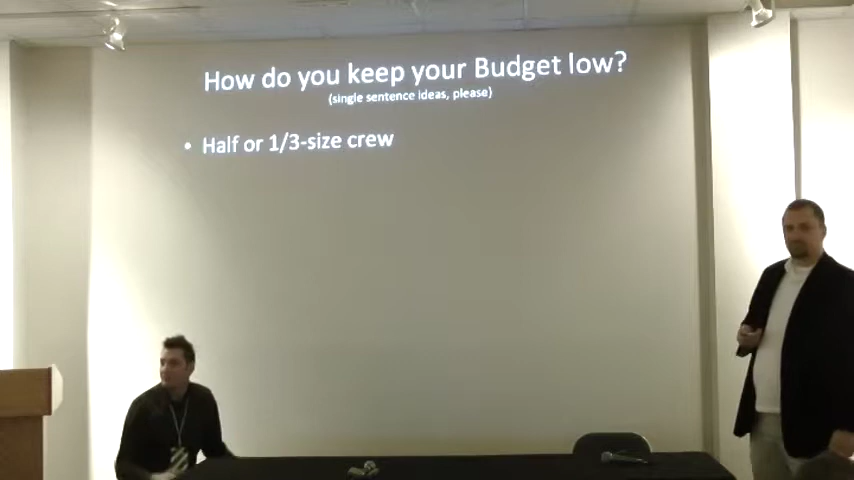 How do you keep your Budget low?
(single sentence ideas, please)
• Half or 1/3-size crew